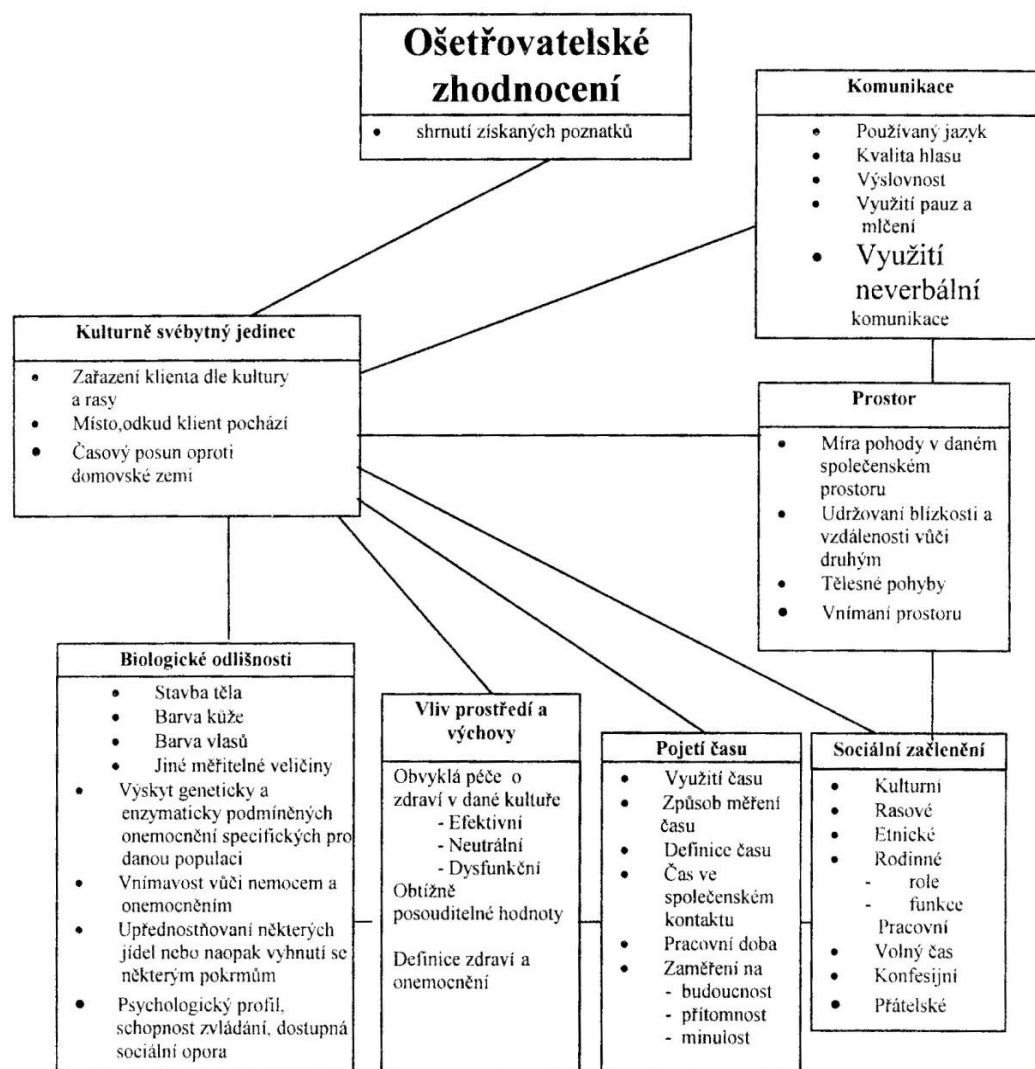 Ošetřovatelské
zhodnocení
• shrnutí získaných poznatků
Komunikace
• Používaný jazyk
• Kvalita hlasu
• Výslovnost
• Využití pauz a
mlčení
• Využití
neverbální
komunikace
Kulturně svébytný jedinec
• Zařazení klienta dle kultury
a rasy
• Místo,odkud klient pochází
• Časový posun oproti
domovské zemi
Prostor
• Míra pohody v daném
společenském
prostoru
• Udržovaní blízkosti a
vzdálenosti vůči
druhým
• Tělesné pohyby
• Vnímaní prostoru
Biologické odlišnosti
• Stavba těla
• Barva kůže
• Barva vlasů
• Jiné měřitelné veličiny
• Výskyt geneticky a
enzymaticky podmíněných
onemocnění specifických pro
danou populaci
• Vnímavost vůči nemocem a
onemocněním
• Upřednostňovaní některých
jídel nebo naopak vyhnutí se
některým pokrmům
• Psychologický profil,
schopnost zvládání, dostupná
sociální opora
Vliv prostředí a
výchovy
Obvyklá péče o
zdraví v dané kultuře
- Efektivní
- Neutrální
- Dysfunkční
Obtížně
posouditelné hodnoty
Definice zdraví a
onemocnění
Pojetí času
• Využití času
• Způsob měření
času
• Definice času
• Čas ve
společenském
kontaktu
• Pracovní doba
• Zaměření na
- budoucnost
- přítomnost
- minulost
Sociální začlenění
• Kulturní
• Rasové
• Etnické
• Rodinné
- role
- funkce
Pracovní
• Volný čas
• Konfesijní
• Přátelské